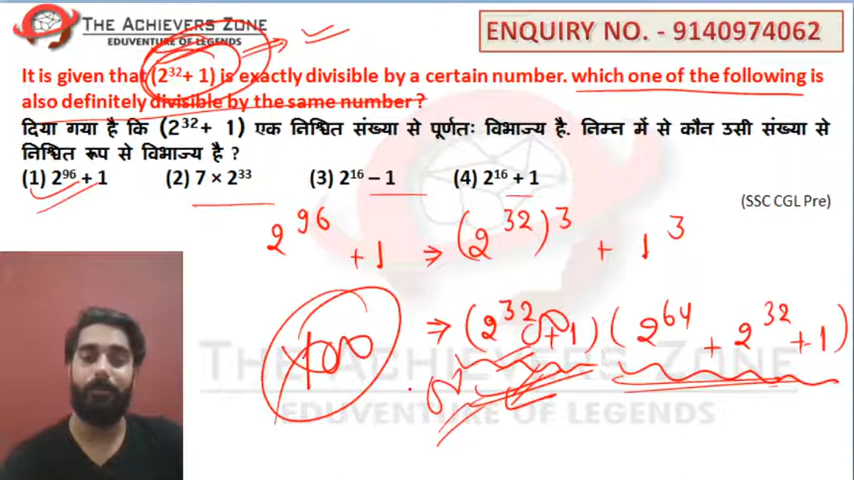 THE ACHIEVERS ZONE
EDUVENTURE OF LEGENDS
ENQUIRY NO. - 9140974062
It is given that (2³²+ 1) is exactly divisible by a certain number. which one of the following is
also definitely divisible by the same number ?
दिया गया है कि (2³²+ 1) एक निश्चित संख्या से पूर्णतः विभाज्य है. निम्न में से कौन उसी संख्या से
निश्चित रूप से विभाज्य है ?
(1) 2⁹⁶ + 1 (2) 7 × 2³³ (3) 2¹⁶ – 1 (4) 2¹⁶ + 1
(SSC CGL Pre)
2⁹⁶ + 1 ⇒ (2³²)³ + 1³
⇒ (2³² + 1) (2⁶⁴ + 2³² + 1)
THE ACHIEVERS ZONE
EDUVENTURE OF LEGENDS